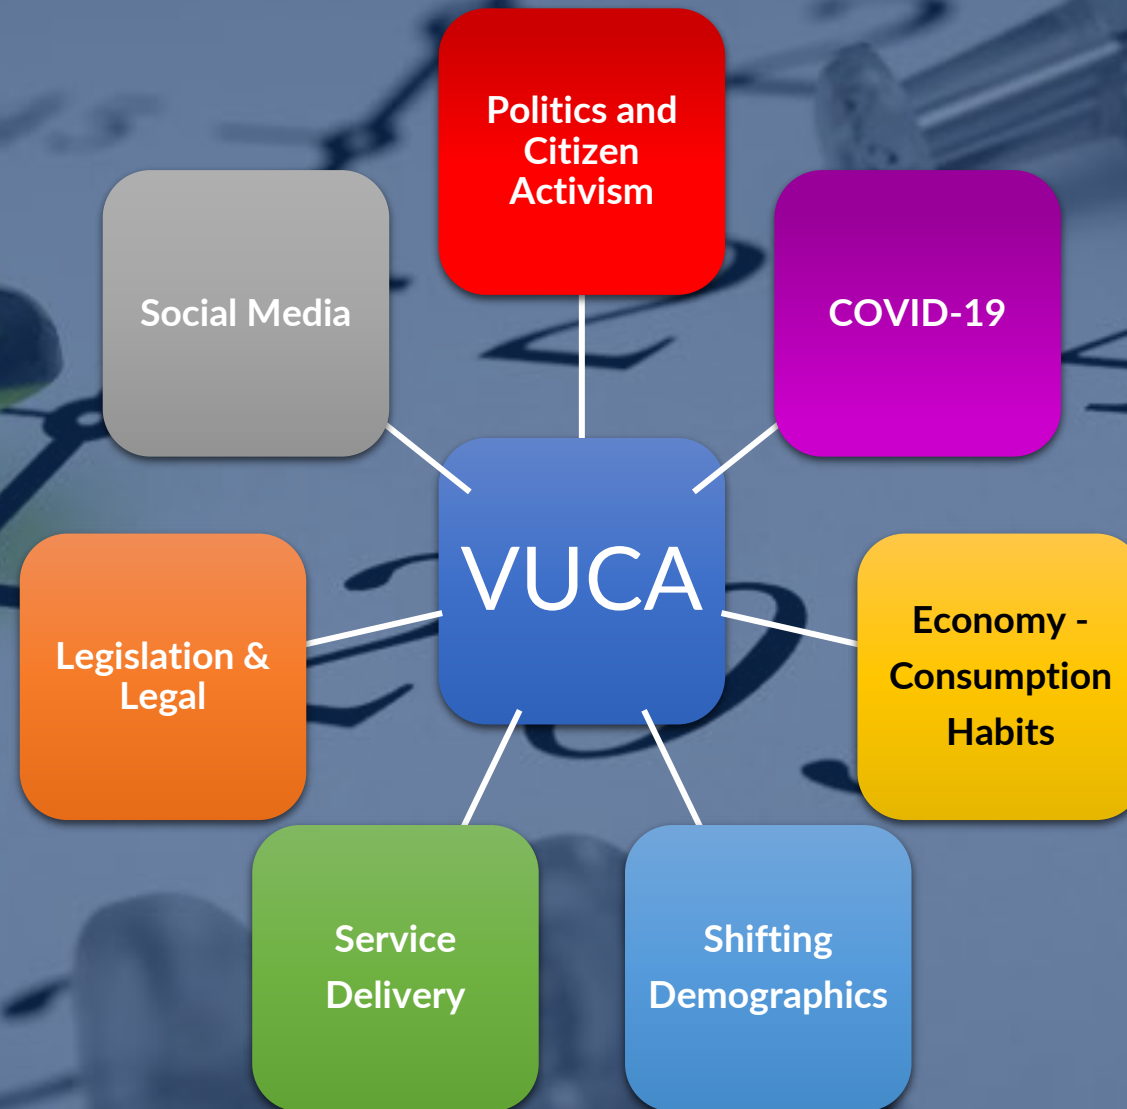 Politics and
Citizen
Activism
Social Media
COVID-19
VUCA
Economy -
Consumption
Habits
Legislation &
Legal
Service
Delivery
Shifting
Demographics